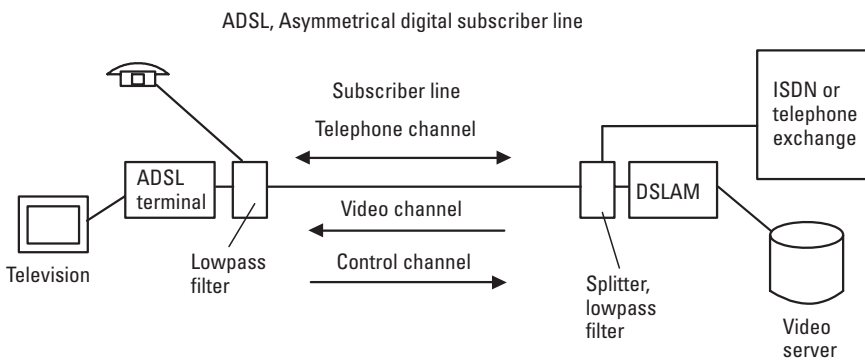 ADSL, Asymmetrical digital subscriber line
Subscriber line
Telephone channel
ISDN or
telephone
exchange
ADSL
terminal
DSLAM
Video channel
Television
Lowpass
filter
Control channel
Splitter,
lowpass
filter
Video
server